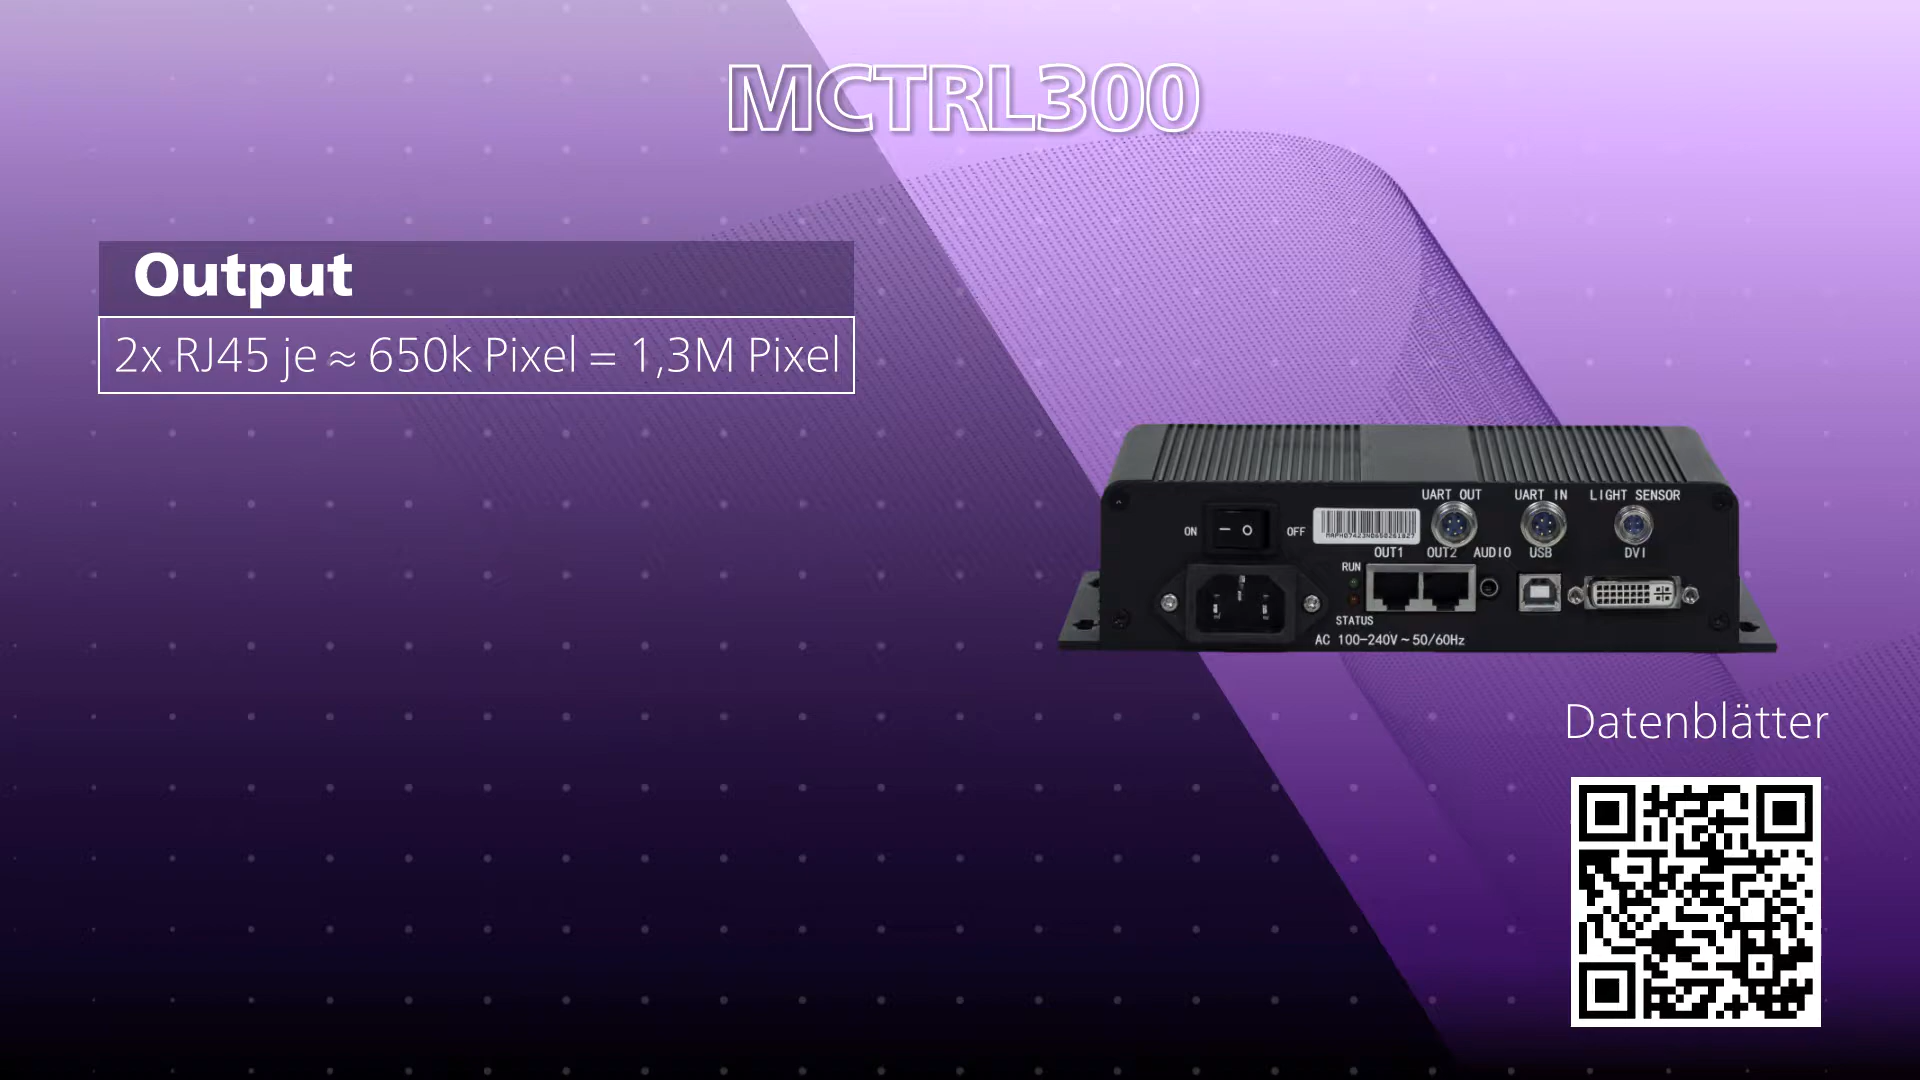 MCTRL300
Output
2x RJ45 je ≈ 650k Pixel = 1,3M Pixel
UART OUT UART IN LIGHT SENSOR
ON OFF
OUT1 OUT2 AUDIO USB DVI
RUN
STATUS
AC 100-240V~50/60Hz
Datenblätter